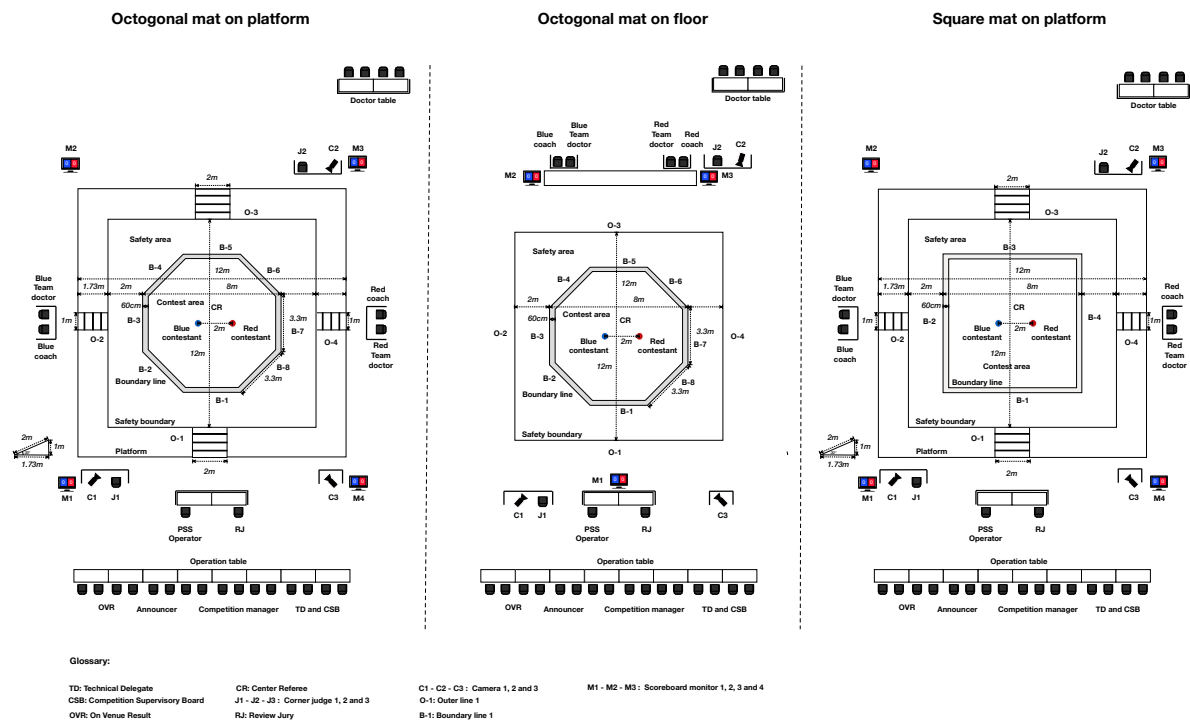 Octogonal mat on platform
Doctor table
M2
J2
C2
M3
2m
O-3
Safety area
B-5
B-4
B-6
12m
Blue
Team
doctor
1.73m
2m
8m
Red
coach
60cm
Contest area
CR
1m
B-3
2m
3.3m
B-7
1m
O-2
Blue
contestant
Red
contestant
O-4
Blue
coach
Red
Team
doctor
12m
B-2
B-8
3.3m
Boundary line
B-1
Safety boundary
O-1
2m
1m
1.73m
Platform
2m
M1
C1
J1
C3
M4
PSS
Operator
RJ
Operation table
OVR
Announcer
Competition manager
TD and CSB
Octogonal mat on floor
Doctor table
Blue
coach
Blue
Team
doctor
Red
Team
doctor
Red
coach
J2
C2
M2
M3
O-3
Safety area
B-5
B-4
B-6
12m
2m
8m
60cm
Contest area
CR
O-2
B-3
2m
3.3m
B-7
O-4
Blue
contestant
Red
contestant
12m
B-2
B-8
3.3m
Boundary line
B-1
Safety boundary
O-1
M1
C1
J1
C3
PSS
Operator
RJ
Operation table
OVR
Announcer
Competition manager
TD and CSB
Square mat on platform
Doctor table
M2
J2
C2
M3
2m
O-3
Safety area
B-3
12m
Blue
Team
doctor
1.73m
2m
8m
Red
coach
60cm
CR
1m
B-2
2m
B-4
1m
O-2
Blue
contestant
Red
contestant
O-4
Blue
coach
Red
Team
doctor
12m
Contest area
Boundary line
B-1
Safety boundary
O-1
2m
1m
1.73m
Platform
2m
M1
C1
J1
C3
M4
PSS
Operator
RJ
Operation table
OVR
Announcer
Competition manager
TD and CSB
Glossary:
TD: Technical Delegate
CR: Center Referee
C1 - C2 - C3 : Camera 1, 2 and 3
M1 - M2 - M3 : Scoreboard monitor 1, 2, 3 and 4
CSB: Competition Supervisory Board
J1 - J2 - J3 : Corner judge 1, 2 and 3
O-1: Outer line 1
OVR: On Venue Result
RJ: Review Jury
B-1: Boundary line 1